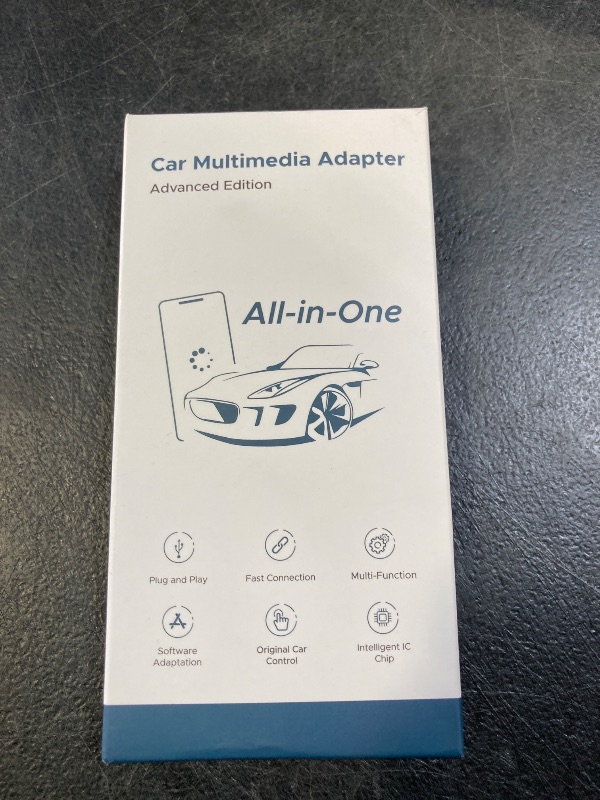 Car Multimedia Adapter
Advanced Edition
All-in-One
Plug and Play
Fast Connection
Multi-Function
Software
Adaptation
Original Car
Control
Intelligent IC
Chip